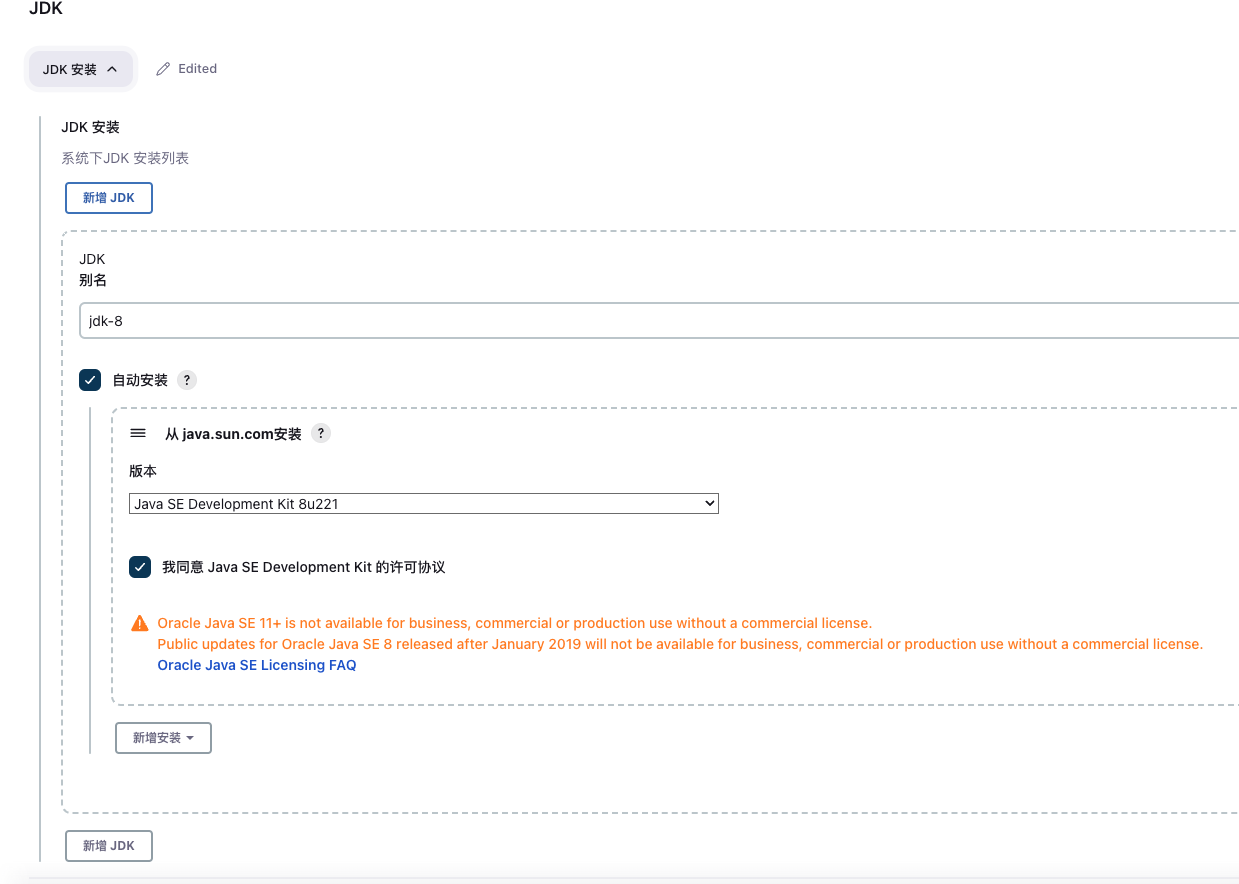 JDK
JDK 安装
Edited
JDK 安装
系统下JDK 安装列表
新增 JDK
JDK
别名
jdk-8
自动安装 ?
从 java.sun.com安装 ?
版本
Java SE Development Kit 8u221
我同意 Java SE Development Kit 的许可协议
Oracle Java SE 11+ is not available for business, commercial or production use without a commercial license.
Public updates for Oracle Java SE 8 released after January 2019 will not be available for business, commercial or production use without a commercial license.
Oracle Java SE Licensing FAQ
新增安装
新增 JDK